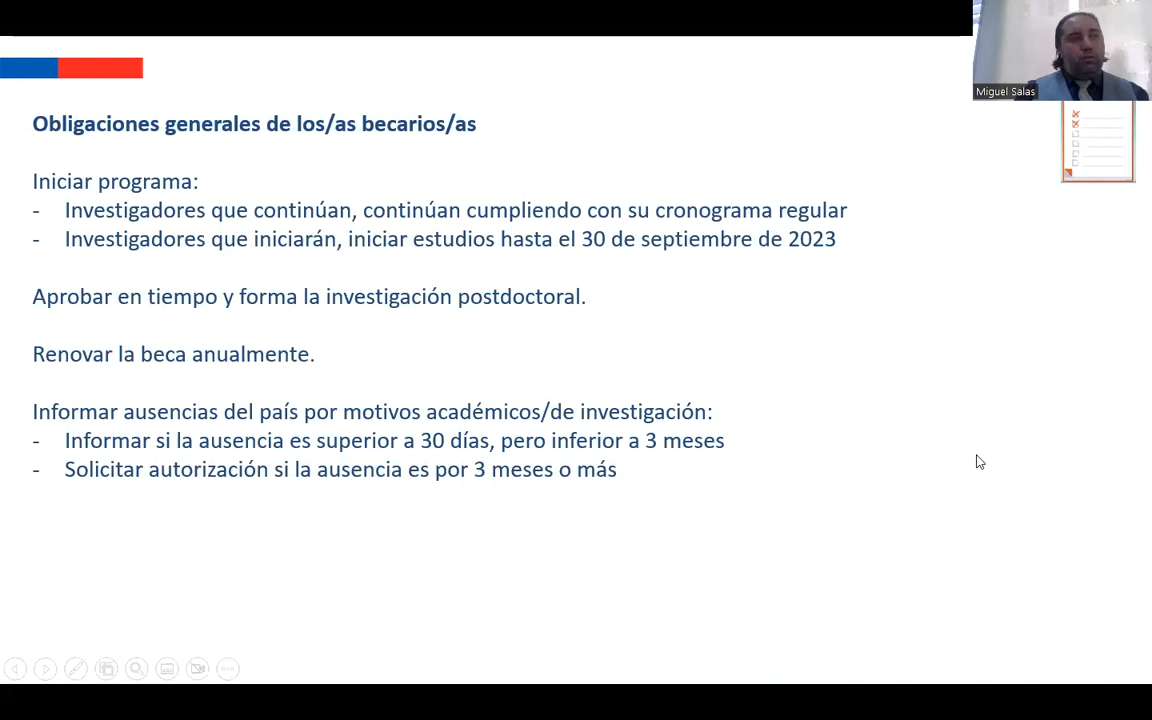 Miguel Salas
Obligaciones generales de los/as becarios/as
Iniciar programa:
- Investigadores que continúan, continúan cumpliendo con su cronograma regular
- Investigadores que iniciarán, iniciar estudios hasta el 30 de septiembre de 2023
Aprobar en tiempo y forma la investigación postdoctoral.
Renovar la beca anualmente.
Informar ausencias del país por motivos académicos/de investigación:
- Informar si la ausencia es superior a 30 días, pero inferior a 3 meses
- Solicitar autorización si la ausencia es por 3 meses o más